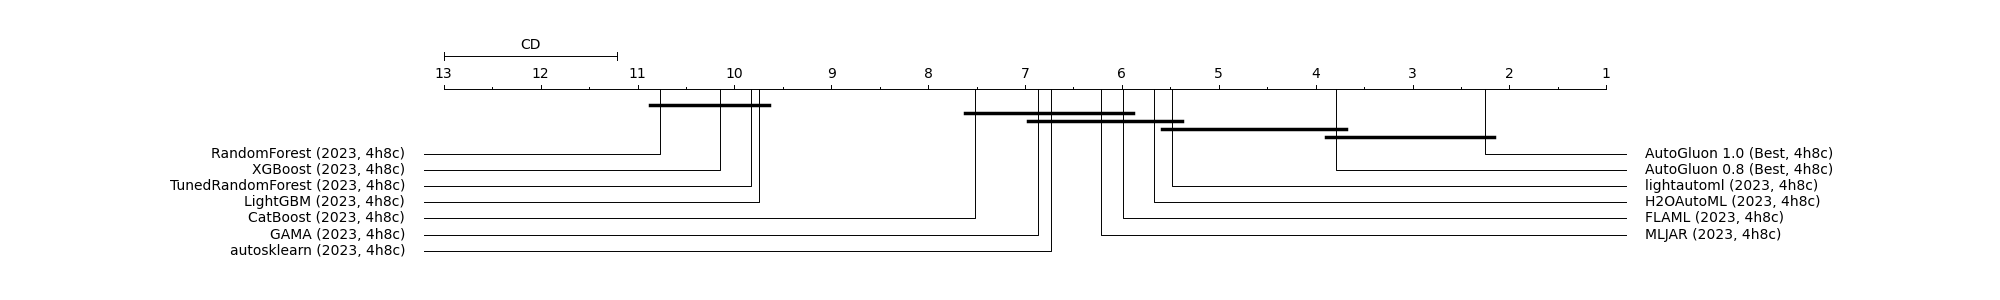 CD
13 12 11 10 9 8 7 6 5 4 3 2 1
RandomForest (2023, 4h8c)
XGBoost (2023, 4h8c)
TunedRandomForest (2023, 4h8c)
LightGBM (2023, 4h8c)
CatBoost (2023, 4h8c)
GAMA (2023, 4h8c)
autosklearn (2023, 4h8c)
AutoGluon 1.0 (Best, 4h8c)
AutoGluon 0.8 (Best, 4h8c)
lightautoml (2023, 4h8c)
H2OAutoML (2023, 4h8c)
FLAML (2023, 4h8c)
MLJAR (2023, 4h8c)